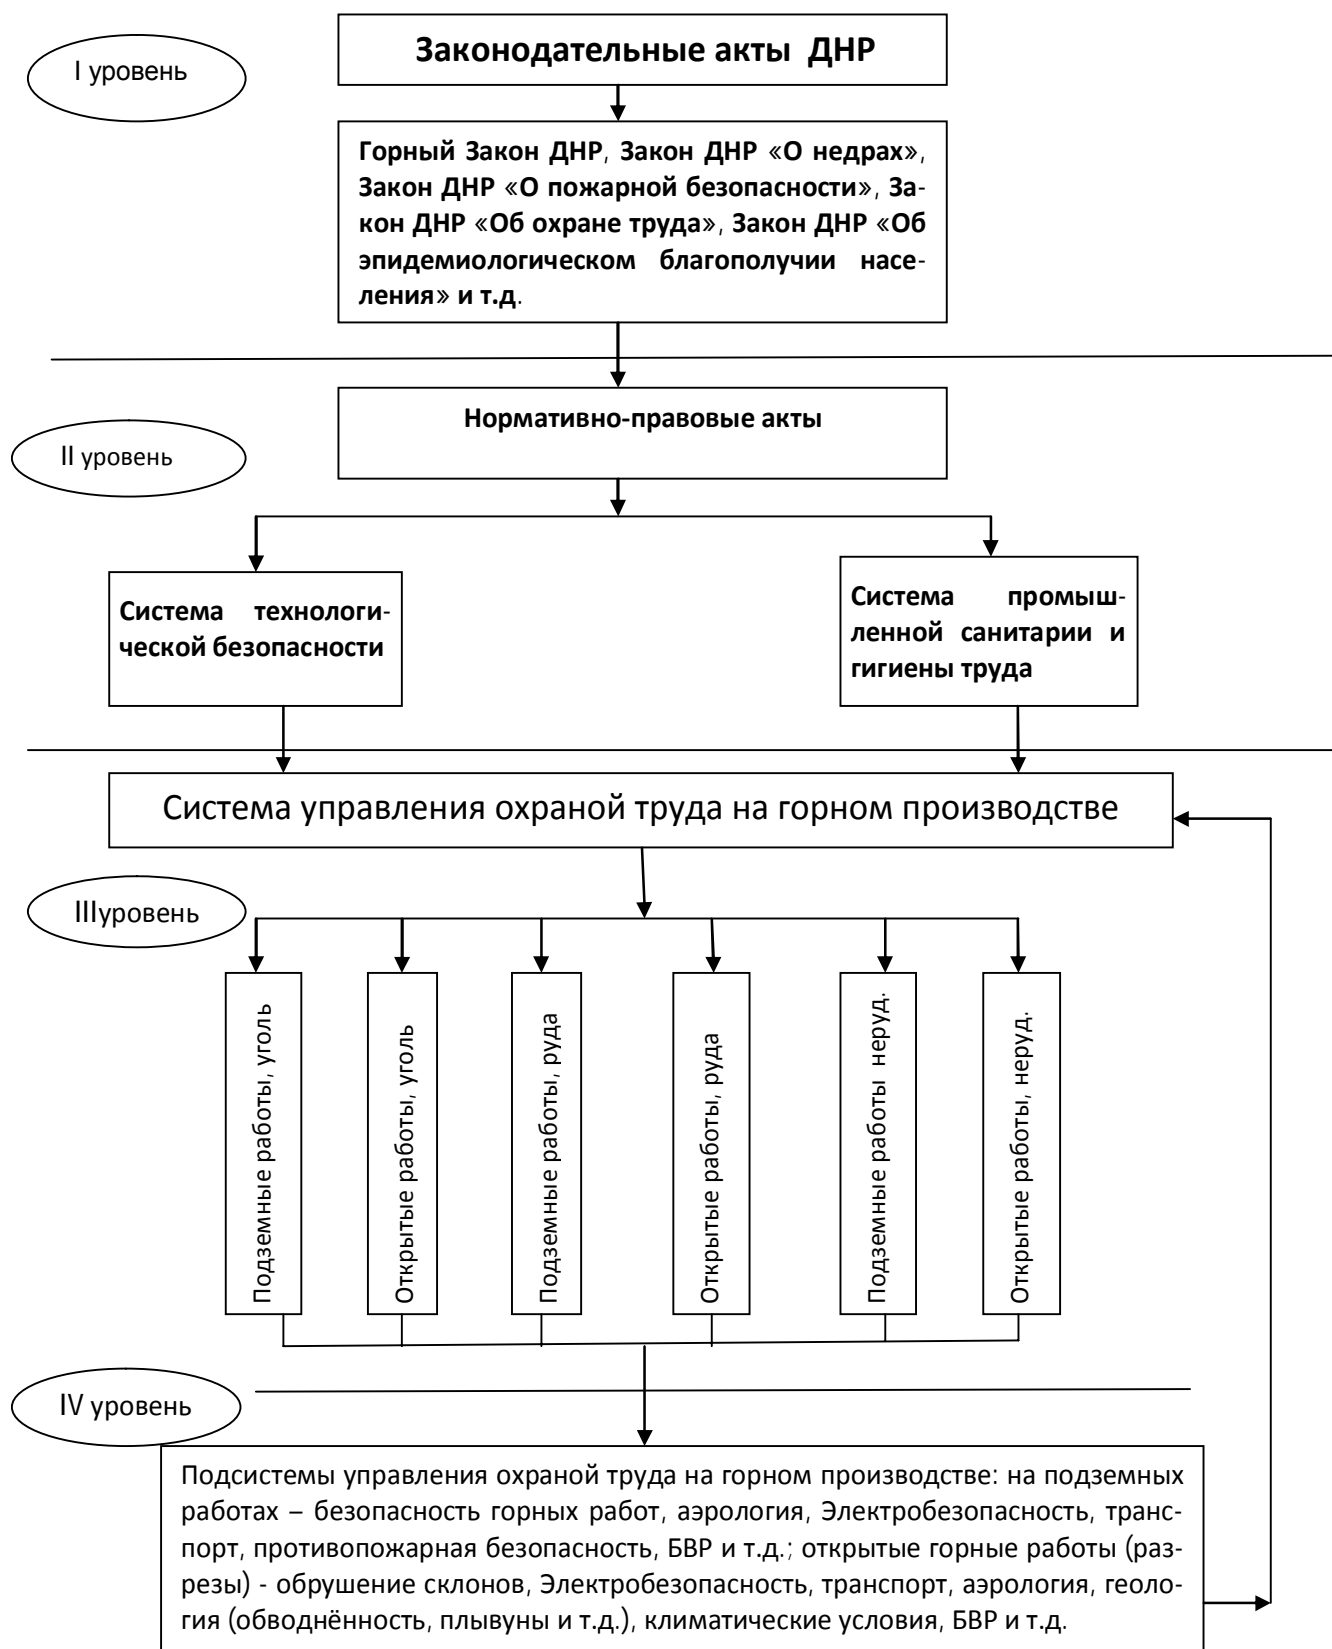 I уровень
Законодательные акты ДНР
Горный Закон ДНР, Закон ДНР «О недрах»,
Закон ДНР «О пожарной безопасности», За-
кон ДНР «Об охране труда», Закон ДНР «Об
эпидемиологическом благополучии насе-
ления» и т.д.
Нормативно-правовые акты
II уровень
Система технологи-
ческой безопасности
Система промыш-
ленной санитарии и
гигиены труда
Система управления охраной труда на горном производстве
IIIуровень
Подземные работы, уголь
Открытые работы, уголь
Подземные работы, руда
Открытые работы, руда
Подземные работы неруд.
Открытые работы, неруд.
IV уровень
Подсистемы управления охраной труда на горном производстве: на подземных
работах – безопасность горных работ, аэрология, Электробезопасность, транс-
порт, противопожарная безопасность, БВР и т.д.; открытые горные работы (раз-
резы) - обрушение склонов, Электробезопасность, транспорт, аэрология, геоло-
гия (обводнённость, плывуны и т.д.), климатические условия, БВР и т.д.